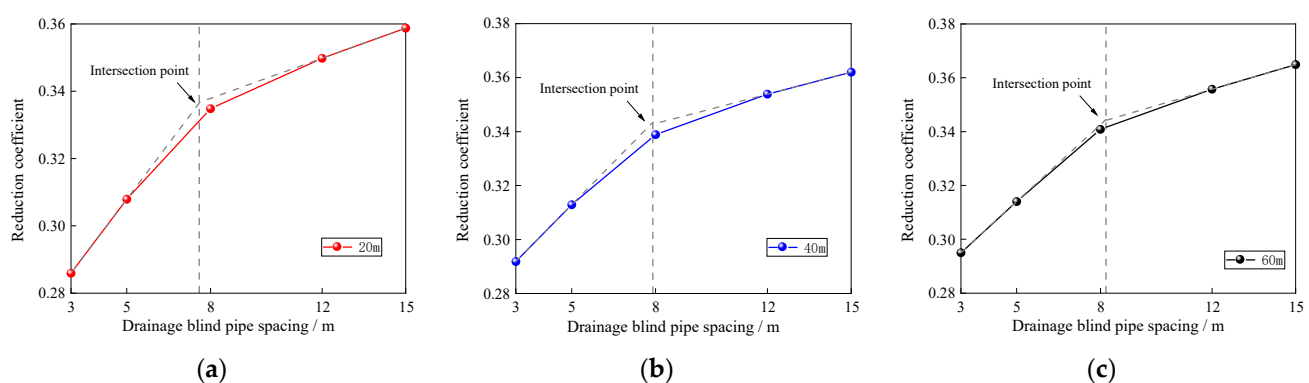 Reduction coefficient
0.36
0.34
0.32
0.30
0.28
Intersection point
20m
3 5 8 12 15
Drainage blind pipe spacing / m
(a)
Reduction coefficient
0.38
0.36
0.34
0.32
0.30
0.28
Intersection point
40m
3 5 8 12 15
Drainage blind pipe spacing / m
(b)
Reduction coefficient
0.38
0.36
0.34
0.32
0.30
0.28
Intersection point
60m
3 5 8 12 15
Drainage blind pipe spacing / m
(c)